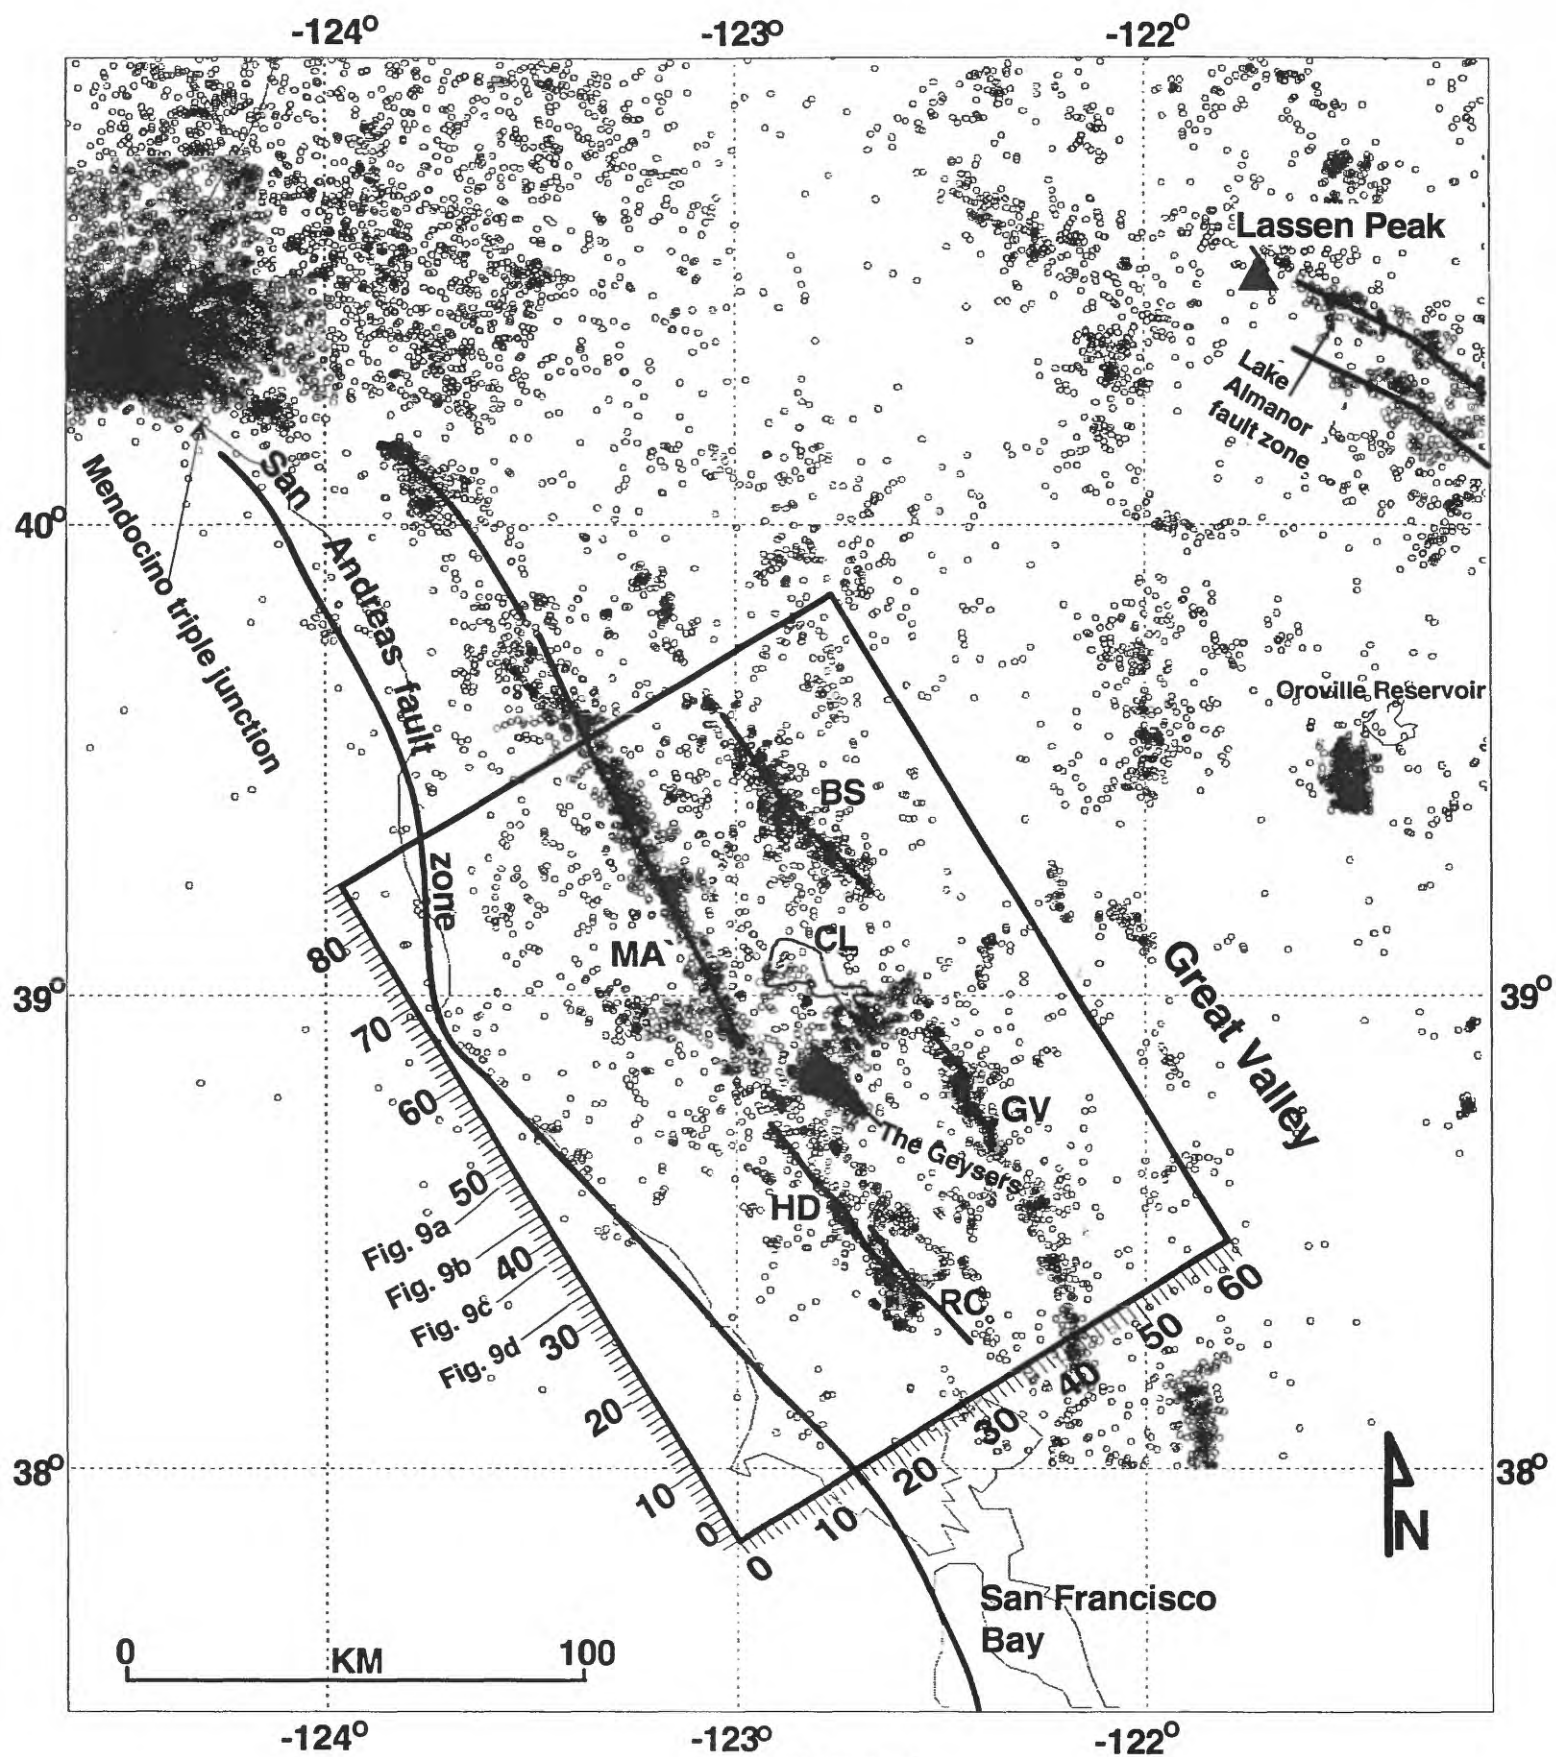 -124° -123° -122°
Lassen Peak
Lake
Almanor
fault zone
San Andreas fault zone
Mendocino triple junction
40°
Oroville Reservoir
BS
MA
CL
Great Valley
39° 39°
GV
The Geysers
HD
RC
80
70
60
50
40
30
20
10
0
Fig. 9a
Fig. 9b
Fig. 9c
Fig. 9d
0
10
20
30
40
50
60
38° 38°
N
San Francisco
Bay
0 KM 100
-124° -123° -122°